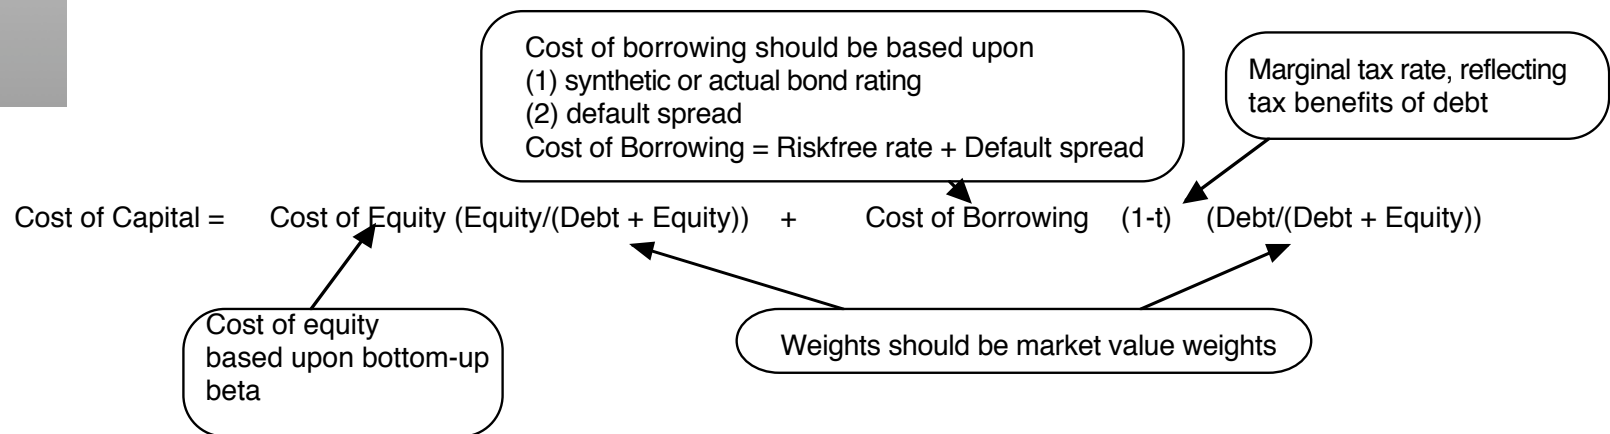 Cost of borrowing should be based upon
(1) synthetic or actual bond rating
(2) default spread
Cost of Borrowing = Riskfree rate + Default spread
Marginal tax rate, reflecting
tax benefits of debt
Cost of Capital = Cost of Equity (Equity/(Debt + Equity)) + Cost of Borrowing (1-t) (Debt/(Debt + Equity))
Cost of equity
based upon bottom-up
beta
Weights should be market value weights